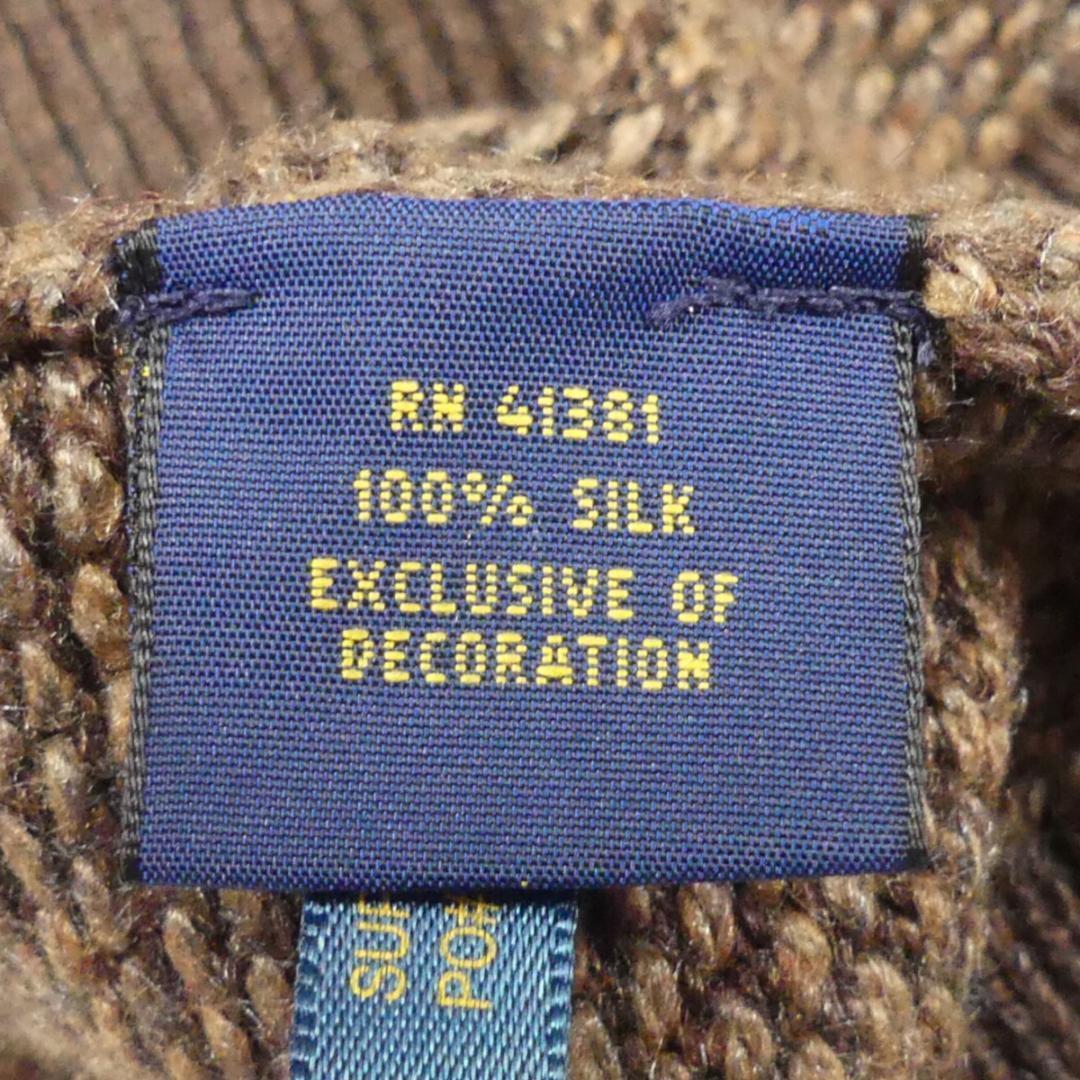 RN 41381
100% SILK
EXCLUSIVE OF
DECORATION